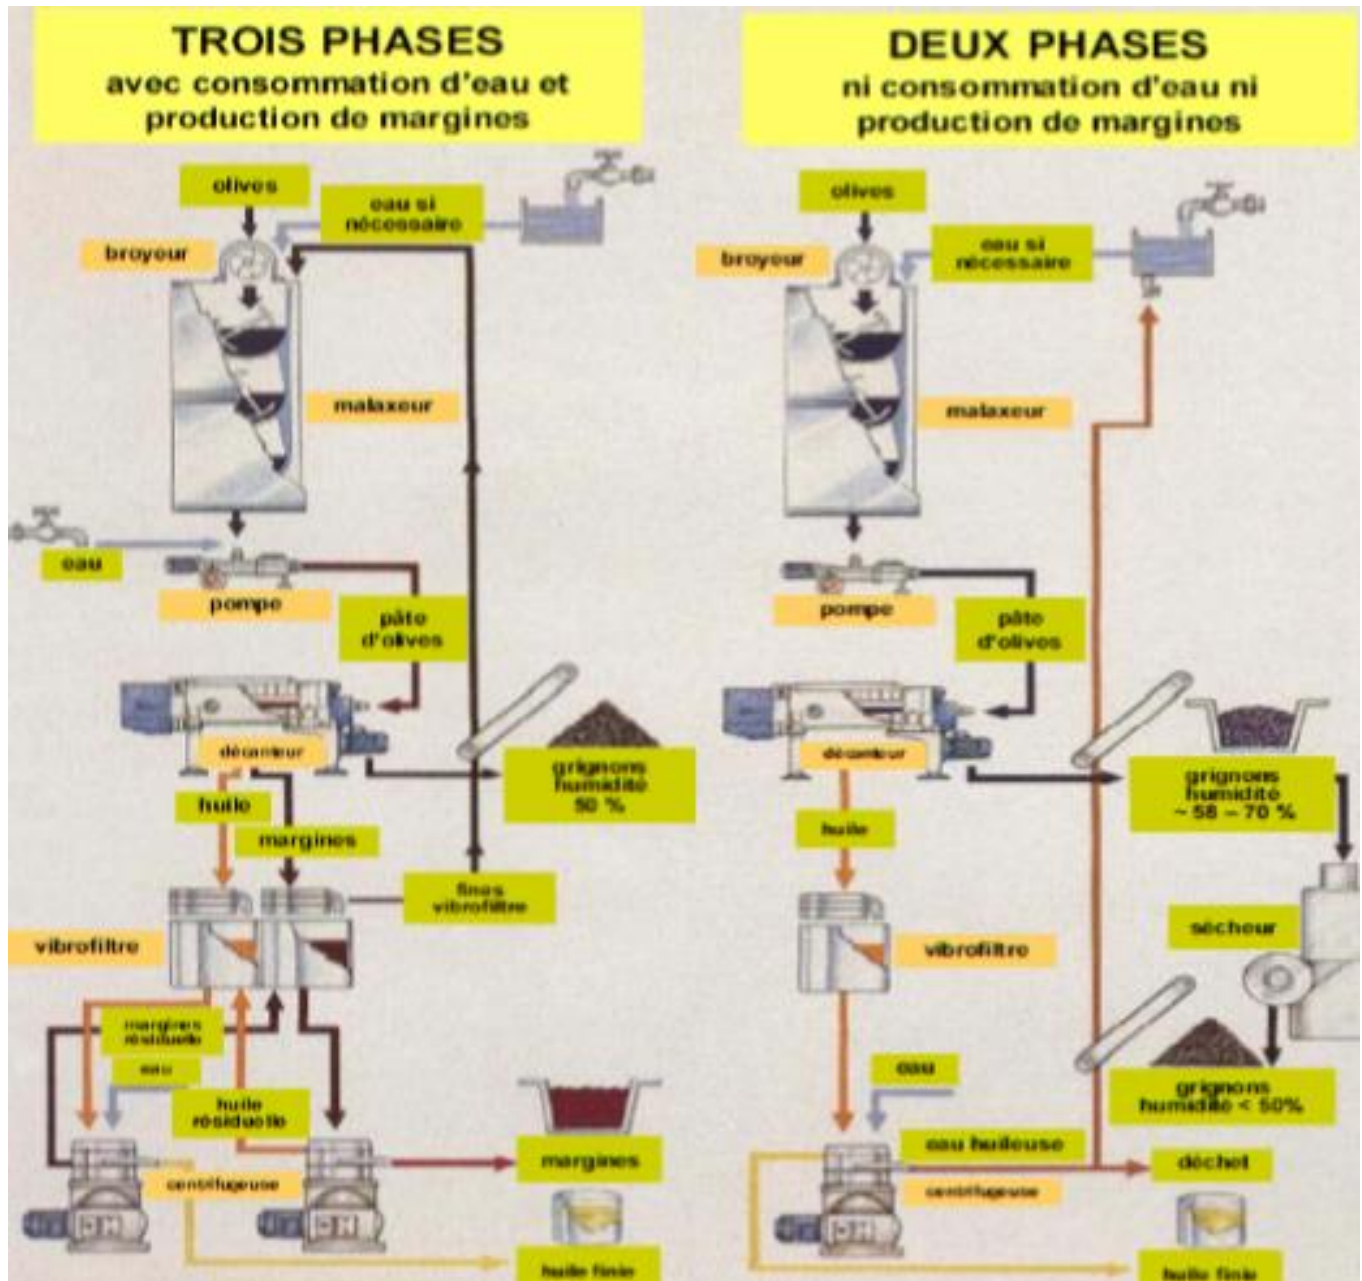 TROIS PHASES
avec consommation d'eau et
production de margines
olives
eau si
nécessaire
broyeur
malaxeur
eau
pompe
pâte
d'olives
décanteur
grignons
humidité
50 %
huile
margines
fines
vibrofiltre
vibrofiltre
margines
résiduelle
eau
huile
résiduelle
margines
centrifugeuse
huile finie
DEUX PHASES
ni consommation d'eau ni
production de margines
olives
eau si
nécessaire
broyeur
malaxeur
pompe
pâte
d'olives
décanteur
grignons
humidité
~ 58 – 70 %
huile
sécheur
vibrofiltre
eau
grignons
humidité < 50%
eau huileuse
déchet
centrifugeuse
huile finie